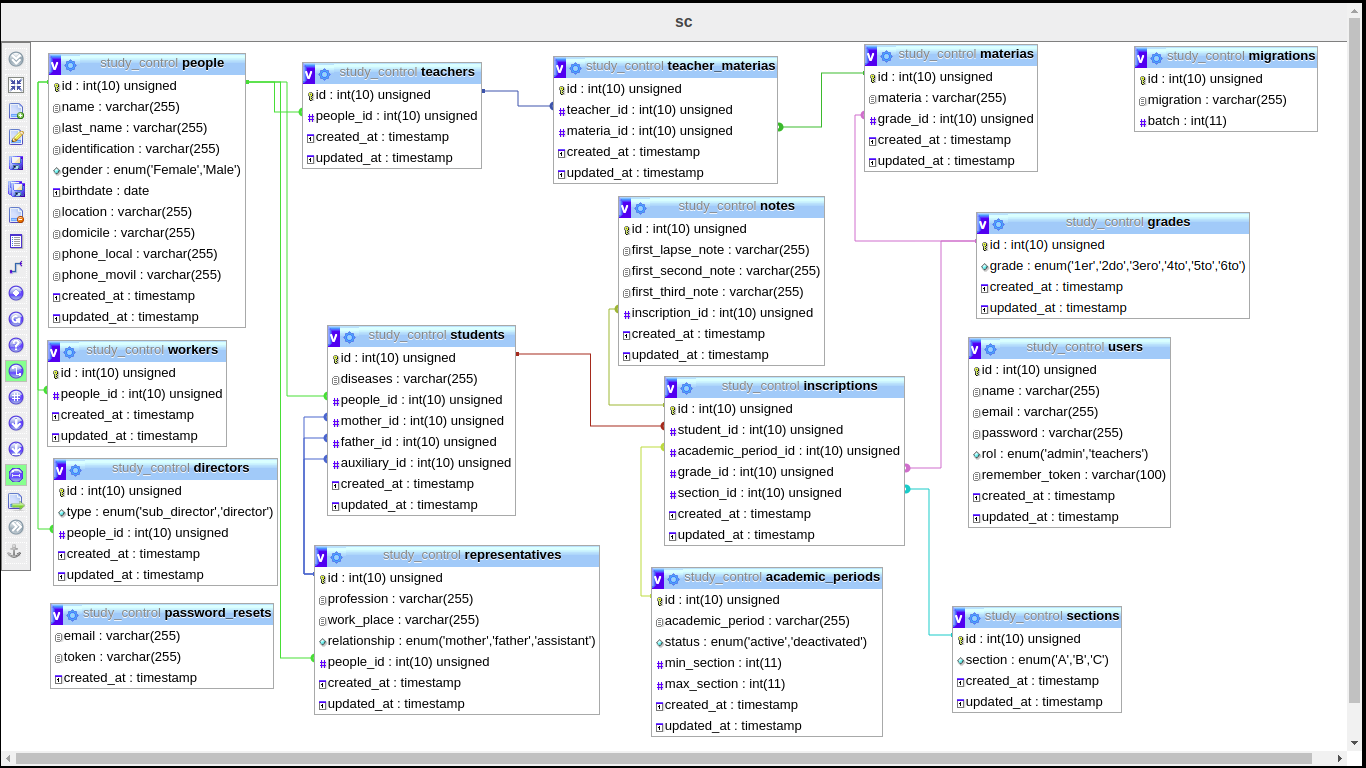 sc
study_control people
id : int(10) unsigned
name : varchar(255)
last_name : varchar(255)
identification : varchar(255)
gender : enum('Female','Male')
birthdate : date
location : varchar(255)
domicile : varchar(255)
phone_local : varchar(255)
phone_movil : varchar(255)
created_at : timestamp
updated_at : timestamp
study_control teachers
id : int(10) unsigned
people_id : int(10) unsigned
created_at : timestamp
updated_at : timestamp
study_control teacher_materias
id : int(10) unsigned
teacher_id : int(10) unsigned
materia_id : int(10) unsigned
created_at : timestamp
updated_at : timestamp
study_control materias
id : int(10) unsigned
materia : varchar(255)
grade_id : int(10) unsigned
created_at : timestamp
updated_at : timestamp
study_control migrations
id : int(10) unsigned
migration : varchar(255)
batch : int(11)
study_control notes
id : int(10) unsigned
first_lapse_note : varchar(255)
first_second_note : varchar(255)
first_third_note : varchar(255)
inscription_id : int(10) unsigned
created_at : timestamp
updated_at : timestamp
study_control grades
id : int(10) unsigned
grade : enum('1er','2do','3ero','4to','5to','6to')
created_at : timestamp
updated_at : timestamp
study_control workers
id : int(10) unsigned
people_id : int(10) unsigned
created_at : timestamp
updated_at : timestamp
study_control students
id : int(10) unsigned
diseases : varchar(255)
people_id : int(10) unsigned
mother_id : int(10) unsigned
father_id : int(10) unsigned
auxiliary_id : int(10) unsigned
created_at : timestamp
updated_at : timestamp
study_control inscriptions
id : int(10) unsigned
student_id : int(10) unsigned
academic_period_id : int(10) unsigned
grade_id : int(10) unsigned
section_id : int(10) unsigned
created_at : timestamp
updated_at : timestamp
study_control users
id : int(10) unsigned
name : varchar(255)
email : varchar(255)
password : varchar(255)
rol : enum('admin','teachers')
remember_token : varchar(100)
created_at : timestamp
updated_at : timestamp
study_control directors
id : int(10) unsigned
type : enum('sub_director','director')
people_id : int(10) unsigned
created_at : timestamp
updated_at : timestamp
study_control password_resets
email : varchar(255)
token : varchar(255)
created_at : timestamp
study_control representatives
id : int(10) unsigned
profession : varchar(255)
work_place : varchar(255)
relationship : enum('mother','father','assistant')
people_id : int(10) unsigned
created_at : timestamp
updated_at : timestamp
study_control academic_periods
id : int(10) unsigned
academic_period : varchar(255)
status : enum('active','deactivated')
min_section : int(11)
max_section : int(11)
created_at : timestamp
updated_at : timestamp
study_control sections
id : int(10) unsigned
section : enum('A','B','C')
created_at : timestamp
updated_at : timestamp